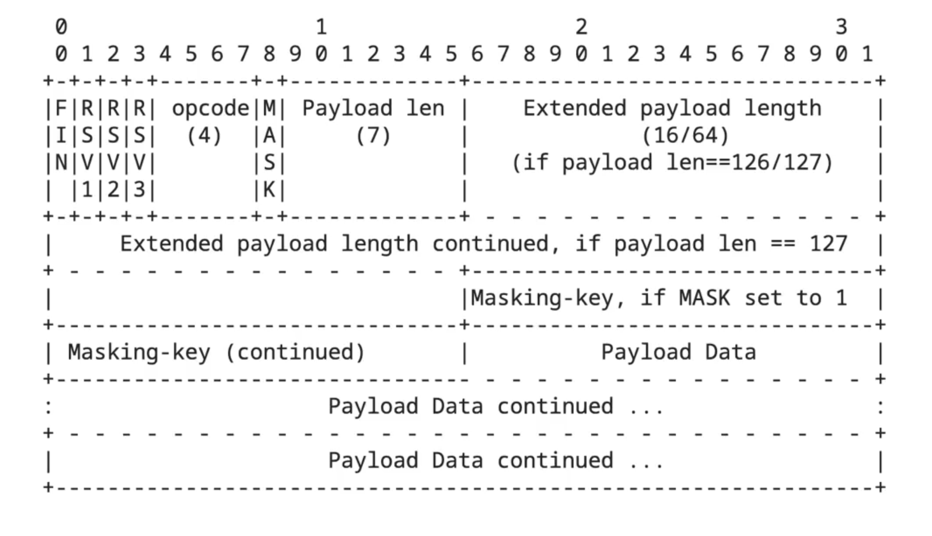 0                   1                   2                   3
 0 1 2 3 4 5 6 7 8 9 0 1 2 3 4 5 6 7 8 9 0 1 2 3 4 5 6 7 8 9 0 1
+-+-+-+-+-------+-+-------------+-------------------------------+
|F|R|R|R| opcode|M| Payload len |    Extended payload length    |
|I|S|S|S|  (4)  |A|     (7)     |             (16/64)           |
|N|V|V|V|       |S|             |   (if payload len==126/127)   |
| |1|2|3|       |K|             |                               |
+-+-+-+-+-------+-+-------------+ - - - - - - - - - - - - - - - +
|     Extended payload length continued, if payload len == 127  |
+ - - - - - - - - - - - - - - - +-------------------------------+
|                               |Masking-key, if MASK set to 1  |
+-------------------------------+-------------------------------+
| Masking-key (continued)       |          Payload Data         |
+-------------------------------- - - - - - - - - - - - - - - - +
:                     Payload Data continued ...                :
+ - - - - - - - - - - - - - - - - - - - - - - - - - - - - - - - +
|                     Payload Data continued ...                |
+---------------------------------------------------------------+